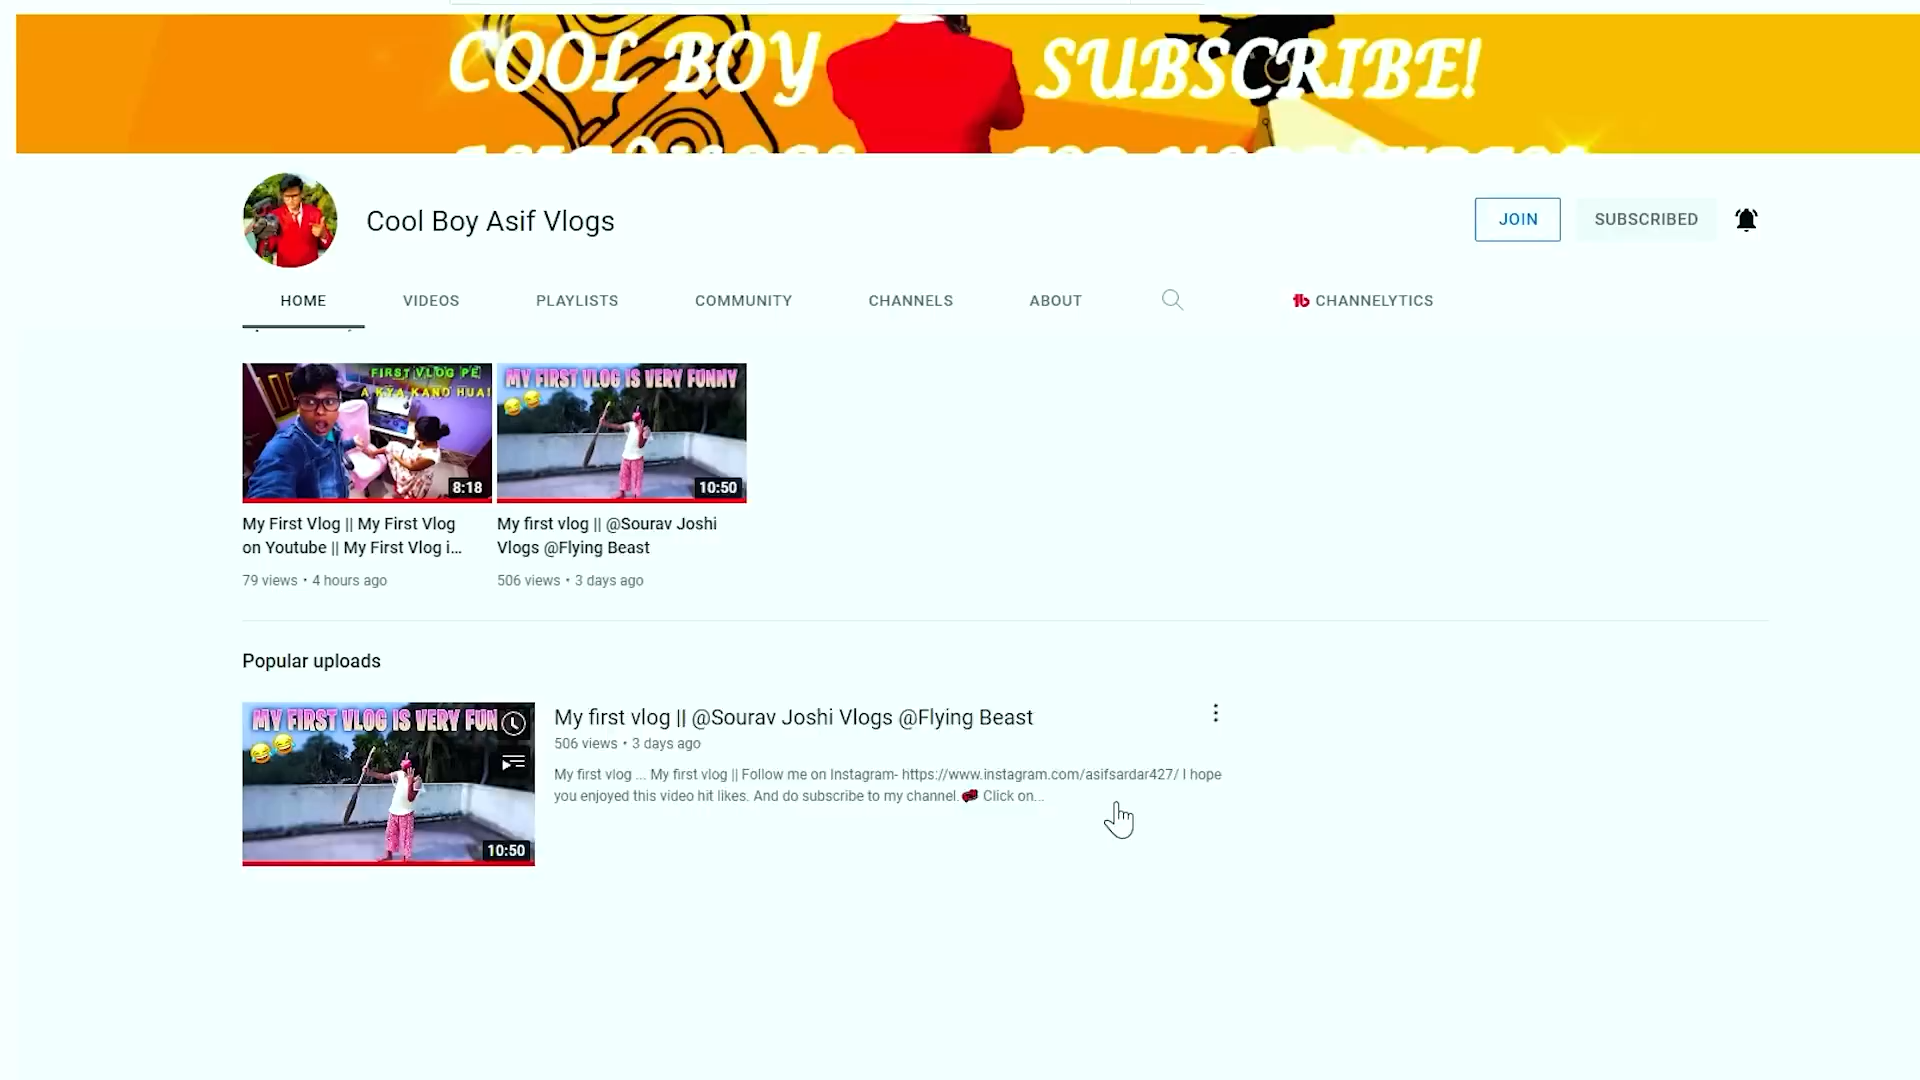 COOL BOY SUBSCRIBE!
Cool Boy Asif Vlogs
JOIN
SUBSCRIBED
HOME
VIDEOS
PLAYLISTS
COMMUNITY
CHANNELS
ABOUT
CHANNELYTICS
FIRST VLOG PE
A KYA KAND HUA!
8:18
My First Vlog || My First Vlog
on Youtube || My First Vlog i...
79 views • 4 hours ago
MY FIRST VLOG IS VERY FUNNY
10:50
My first vlog || @Sourav Joshi
Vlogs @Flying Beast
506 views • 3 days ago
Popular uploads
MY FIRST VLOG IS VERY FUN
10:50
My first vlog || @Sourav Joshi Vlogs @Flying Beast
506 views • 3 days ago
My first vlog ... My first vlog || Follow me on Instagram- https://www.instagram.com/asifsardar427/ I hope
you enjoyed this video hit likes. And do subscribe to my channel. Click on...